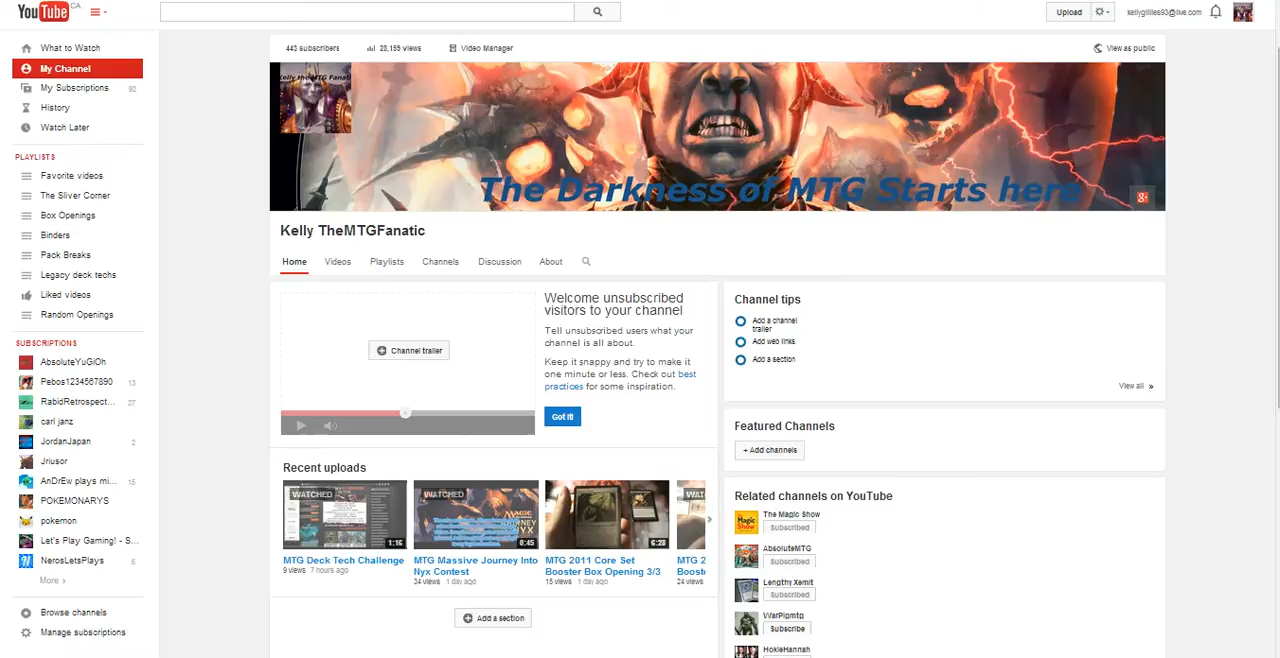 YouTube CA
Upload
kellygillies93@live.com
What to Watch
My Channel
My Subscriptions 92
History
Watch Later
PLAYLISTS
Favorite videos
The Sliver Corner
Box Openings
Binders
Pack Breaks
Legacy deck techs
Liked videos
Random Openings
SUBSCRIPTIONS
AbsoluteYuGiOh
Pebos1234567890 13
RabidRetrospect... 27
carl janz
JordanJapan 2
Jriusor
AnDrEw plays mi... 15
POKEMONARYS
pokemon
Let's Play Gaming! - S...
NerosLetsPlays 6
More ›
Browse channels
Manage subscriptions
443 subscribers 23,159 views Video Manager
View as public
Kelly the MTG Fanati
The Darkness of MTG Starts here
Kelly TheMTGFanatic
Home Videos Playlists Channels Discussion About
Channel trailer
Welcome unsubscribed
visitors to your channel
Tell unsubscribed users what your
channel is all about.
Keep it snappy and try to make it
one minute or less. Check out best
practices for some inspiration.
Got it!
Recent uploads
WATCHED
1:16
MTG Deck Tech Challenge
9 views 7 hours ago
WATCHED
0:45
MTG Massive Journey Into
Nyx Contest
34 views 1 day ago
6:28
MTG 2011 Core Set
Booster Box Opening 3/3
15 views 1 day ago
WAT
MTG 2
Boost
24 views
Add a section
Channel tips
Add a channel
trailer
Add web links
Add a section
View all »
Featured Channels
+ Add channels
Related channels on YouTube
The Magic Show
Subscribed
AbsoluteMTG
Subscribed
Lengthy Xemit
Subscribed
WarPigmtg
Subscribe
HokieHannah